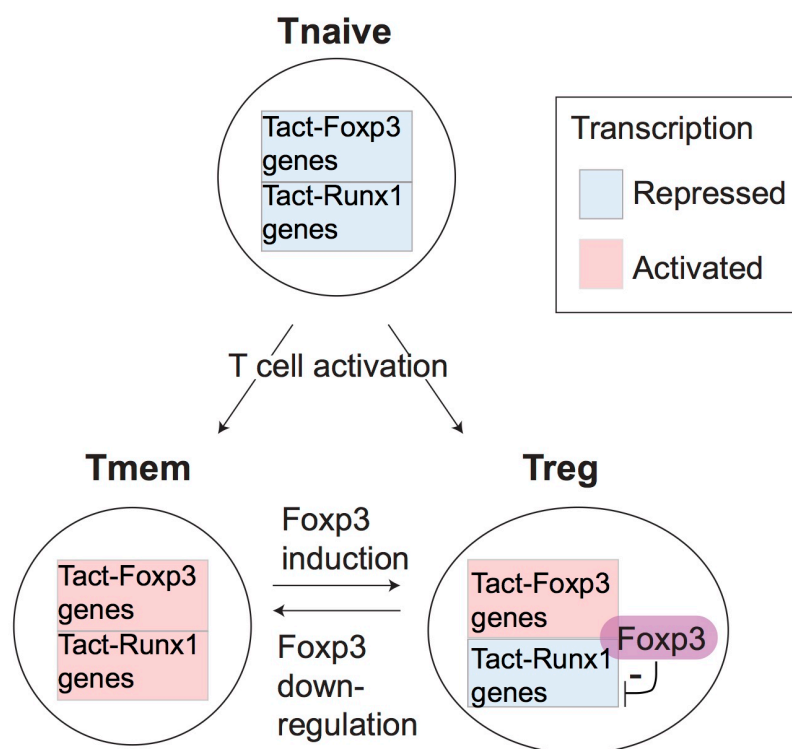 Tnaive
Tact-Foxp3
genes
Tact-Runx1
genes
Transcription
Repressed
Activated
T cell activation
Tmem
Treg
Foxp3
induction
Foxp3
down-
regulation
Tact-Foxp3
genes
Tact-Runx1
genes
Tact-Foxp3
genes
Tact-Runx1
genes
Foxp3
-